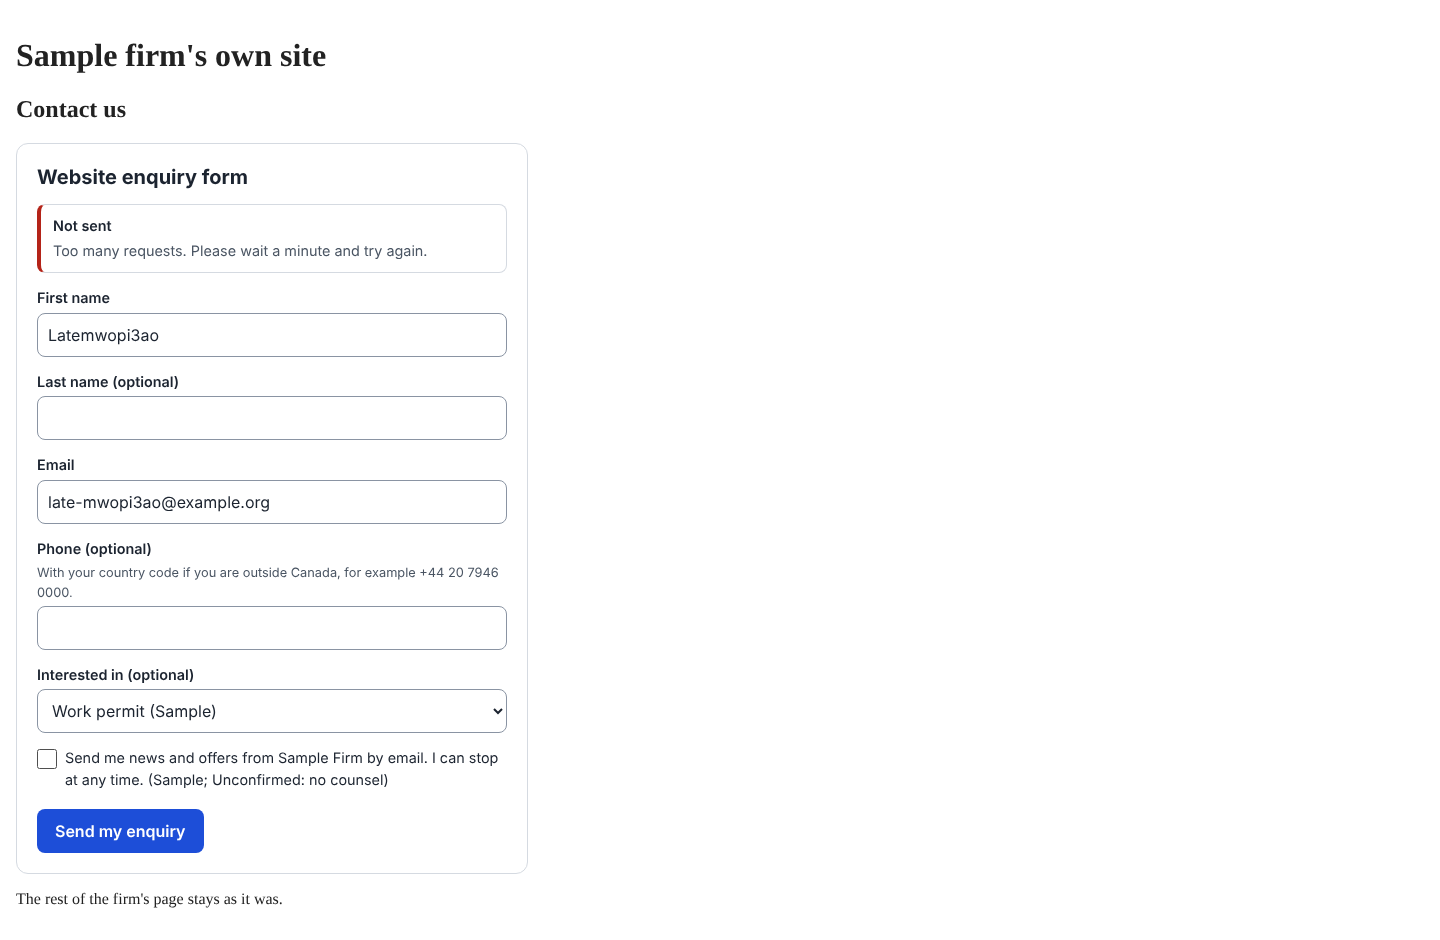 Sample firm's own site
Contact us
Website enquiry form
Not sent
Too many requests. Please wait a minute and try again.
First name
Latemwopi3ao
Last name (optional)
Email
late-mwopi3ao@example.org
Phone (optional)
With your country code if you are outside Canada, for example +44 20 7946
0000.
Interested in (optional)
Work permit (Sample)
Send me news and offers from Sample Firm by email. I can stop
at any time. (Sample; Unconfirmed: no counsel)
Send my enquiry
The rest of the firm's page stays as it was.